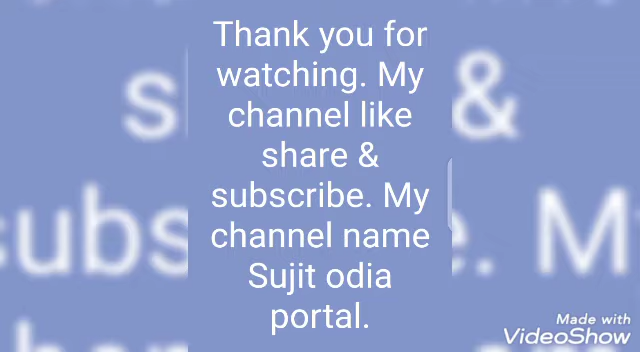 Thank you for
watching. My
channel like
share &
subscribe. My
channel name
Sujit odia
portal.
Made with
VideoShow